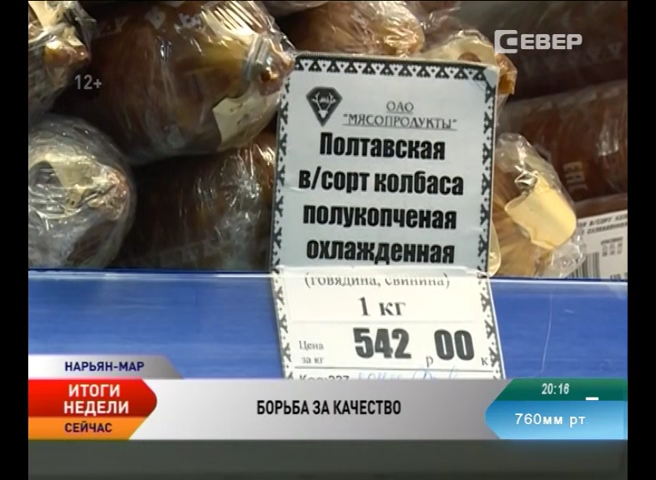 СЕВЕР
12+
ОАО
"МЯСОПРОДУКТЫ"
Полтавская
в/сорт колбаса
полукопченая
охлажденная
(говядина, свинина)
1 кг
Цена
за кг
542 р 00 к
НАРЬЯН-МАР
ИТОГИ
НЕДЕЛИ
СЕЙЧАС
БОРЬБА ЗА КАЧЕСТВО
20:16
760мм рт